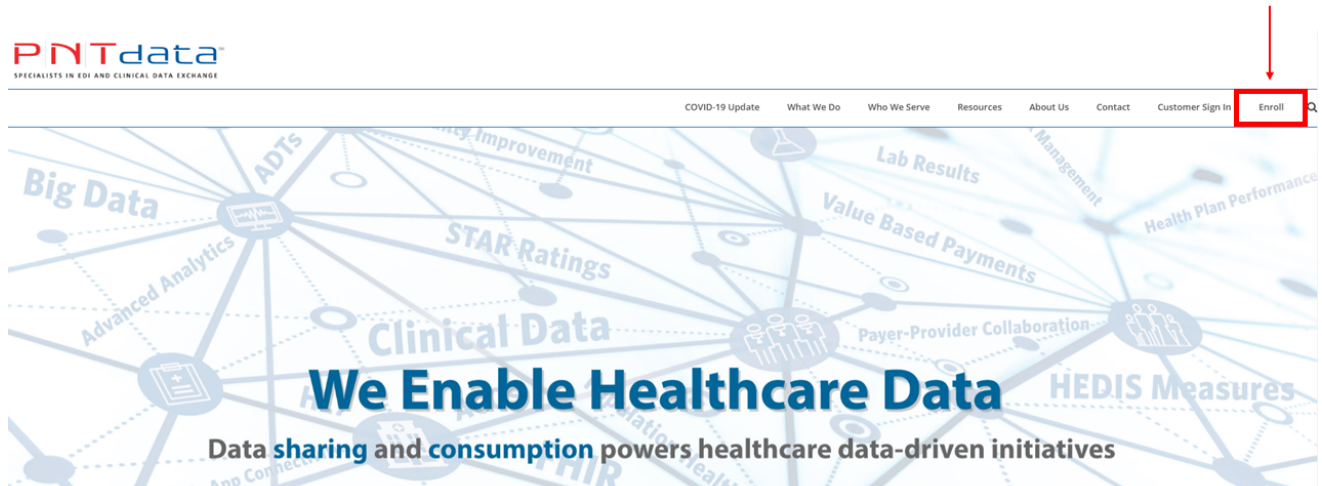 PNTdata™
SPECIALISTS IN EDI AND CLINICAL DATA EXCHANGE
COVID-19 Update What We Do Who We Serve Resources About Us Contact Customer Sign In Enroll
ADTs
Improvement
Lab Results
Management
Big Data
Value Based Payments
Health Plan Performance
STAR Ratings
Advanced Analytics
Clinical Data
Payer-Provider Collaboration
HEDIS Measures
We Enable Healthcare Data
Data sharing and consumption powers healthcare data-driven initiatives
FHIR